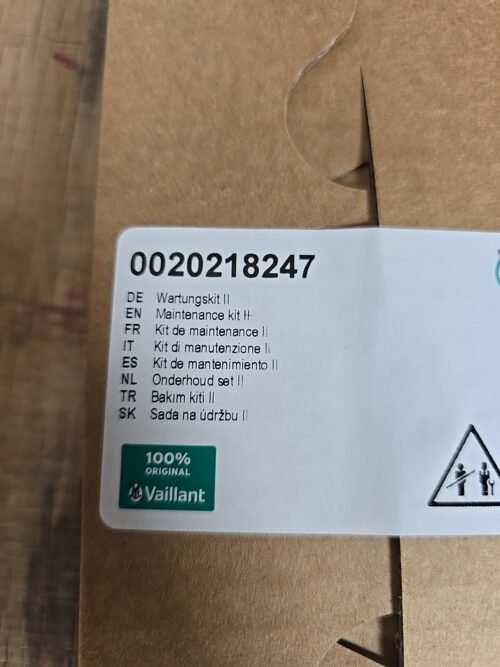 0020218247
DE Wartungskit II
EN Maintenance kit II
FR Kit de maintenance II
IT Kit di manutenzione II
ES Kit de mantenimiento II
NL Onderhoud set II
TR Bakım kiti II
SK Sada na údržbu II
100%
ORIGINAL
Vaillant